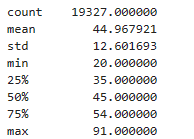 count    19327.000000
mean        44.967921
std         12.601693
min         20.000000
25%         35.000000
50%         45.000000
75%         54.000000
max         91.000000